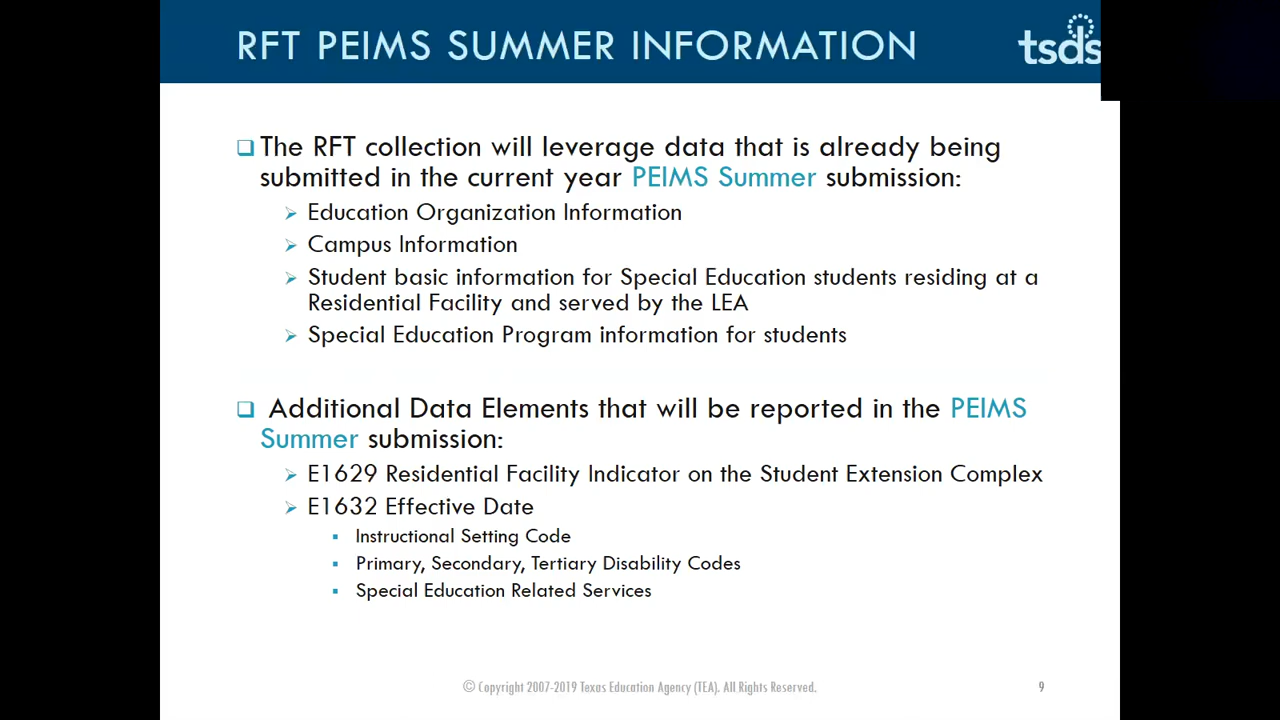 RFT PEIMS SUMMER INFORMATION
tsds
The RFT collection will leverage data that is already being
submitted in the current year PEIMS Summer submission:
Education Organization Information
Campus Information
Student basic information for Special Education students residing at a
Residential Facility and served by the LEA
Special Education Program information for students
Additional Data Elements that will be reported in the PEIMS
Summer submission:
E1629 Residential Facility Indicator on the Student Extension Complex
E1632 Effective Date
Instructional Setting Code
Primary, Secondary, Tertiary Disability Codes
Special Education Related Services
© Copyright 2007-2019 Texas Education Agency (TEA). All Rights Reserved.
9